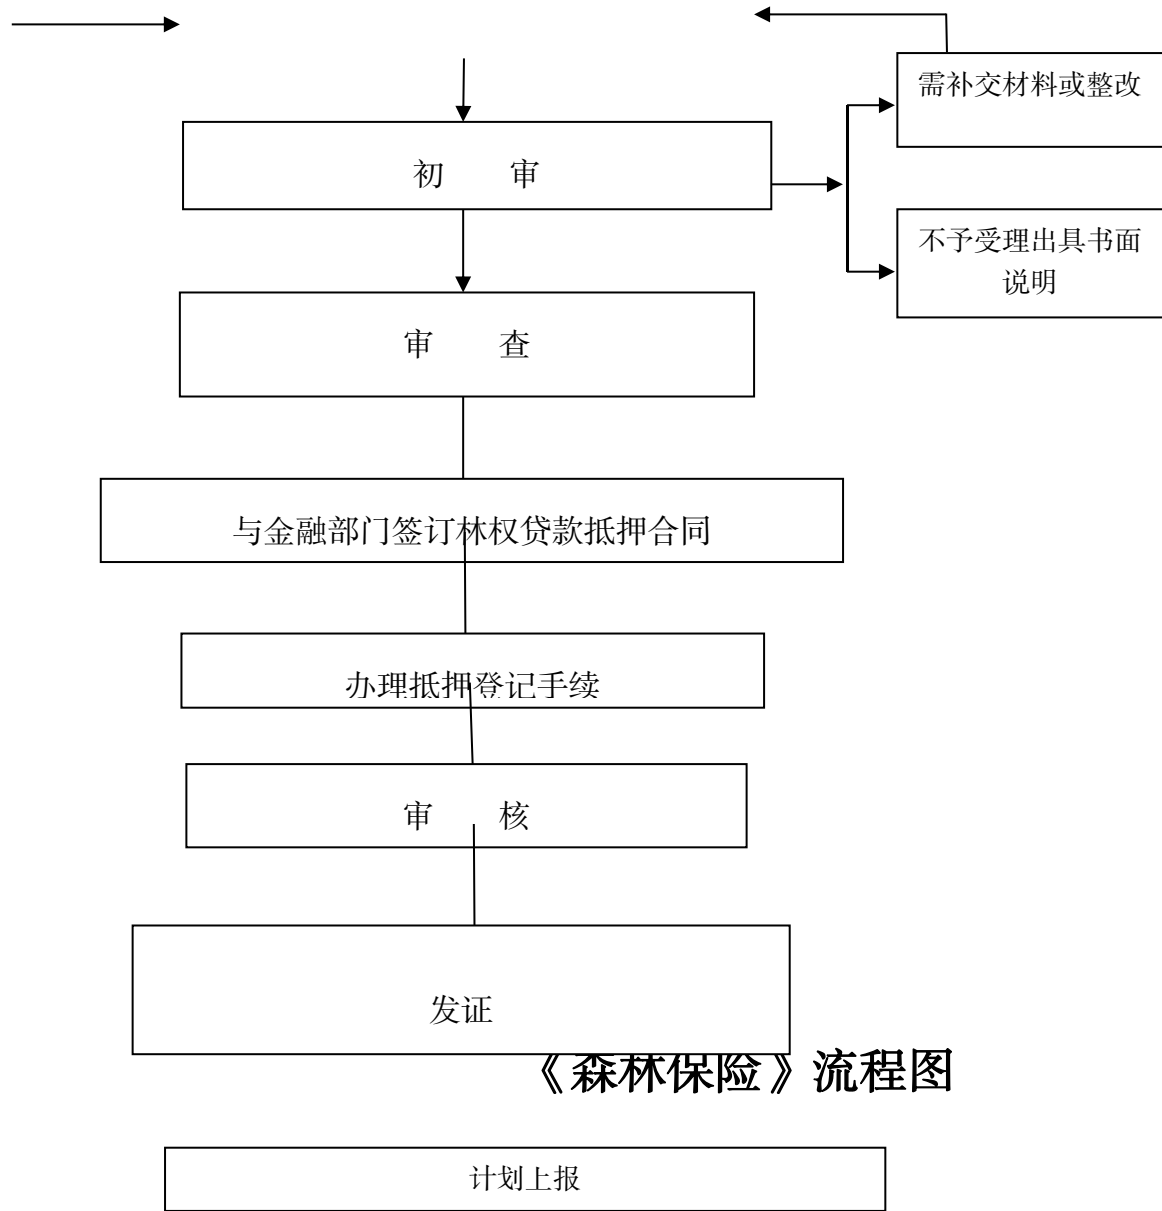 需补交材料或整改
初 审
不予受理出具书面
说明
审 查
与金融部门签订林权贷款抵押合同
办理抵押登记手续
审 核
发证
《森林保险》流程图
计划上报